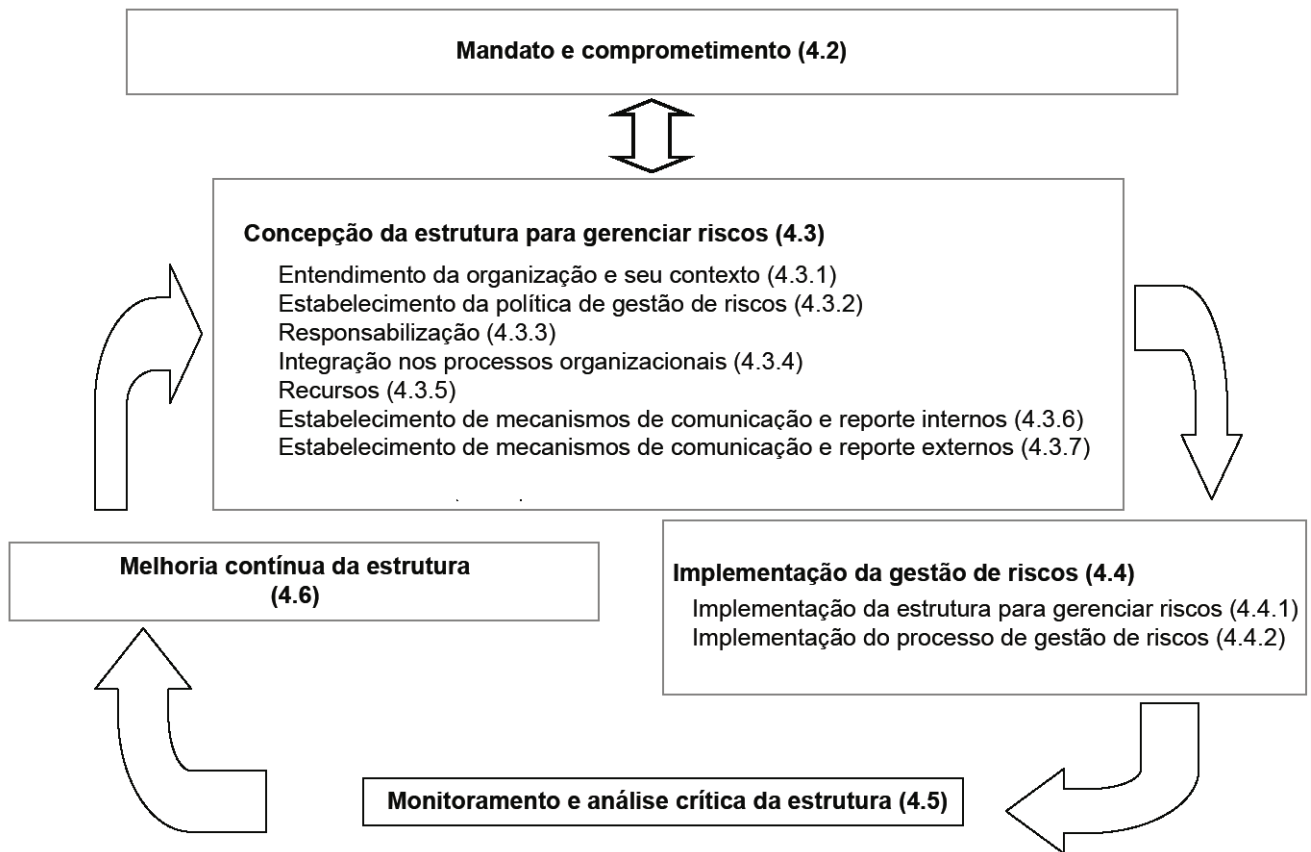 Mandato e comprometimento (4.2)
Concepção da estrutura para gerenciar riscos (4.3)
Entendimento da organização e seu contexto (4.3.1)
Estabelecimento da política de gestão de riscos (4.3.2)
Responsabilização (4.3.3)
Integração nos processos organizacionais (4.3.4)
Recursos (4.3.5)
Estabelecimento de mecanismos de comunicação e reporte internos (4.3.6)
Estabelecimento de mecanismos de comunicação e reporte externos (4.3.7)
Implementação da gestão de riscos (4.4)
Implementação da estrutura para gerenciar riscos (4.4.1)
Implementação do processo de gestão de riscos (4.4.2)
Monitoramento e análise crítica da estrutura (4.5)
Melhoria contínua da estrutura
(4.6)